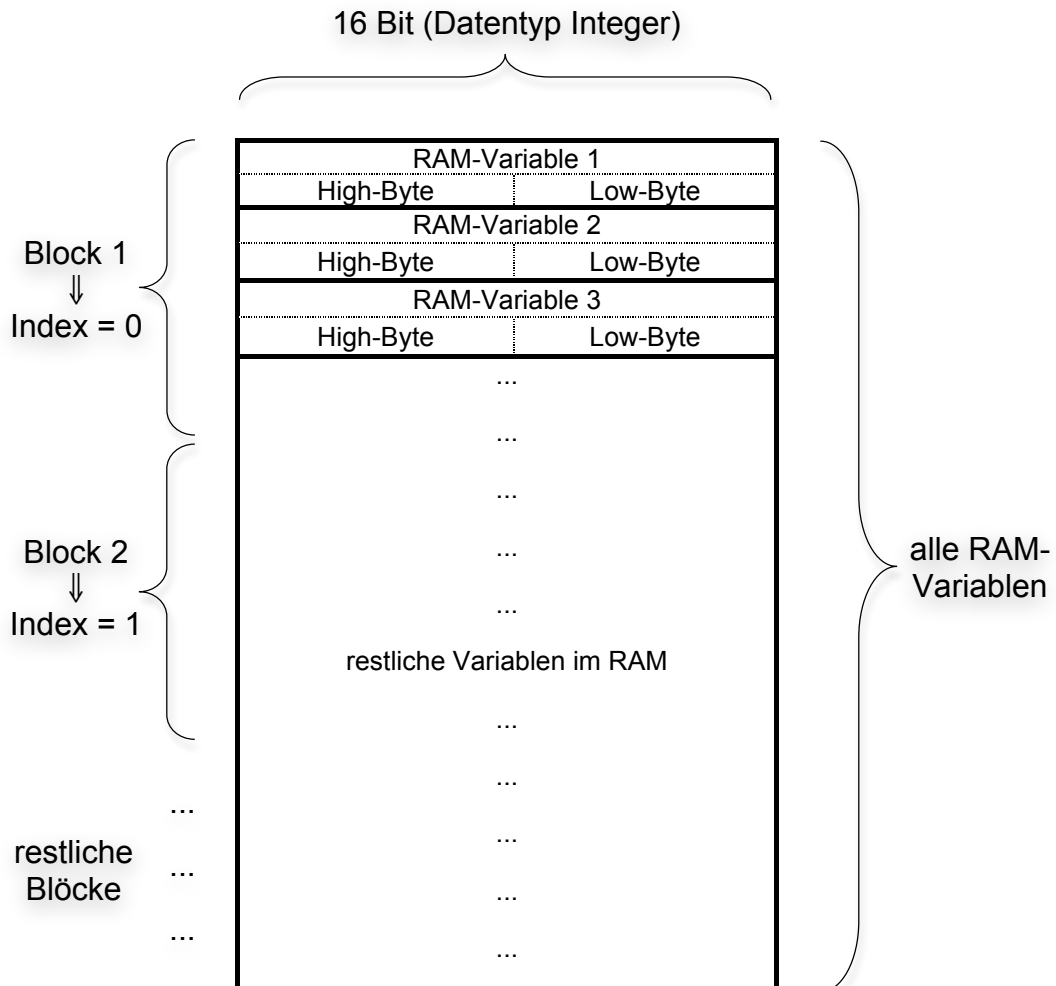 16 Bit (Datentyp Integer)
RAM-Variable 1
High-Byte Low-Byte
RAM-Variable 2
High-Byte Low-Byte
RAM-Variable 3
High-Byte Low-Byte
Block 1
⇓
Index = 0
...
...
...
...
...
Block 2
⇓
Index = 1
restliche Variablen im RAM
...
...
...
...
...
alle RAM-
Variablen
...
restliche
Blöcke
...
...